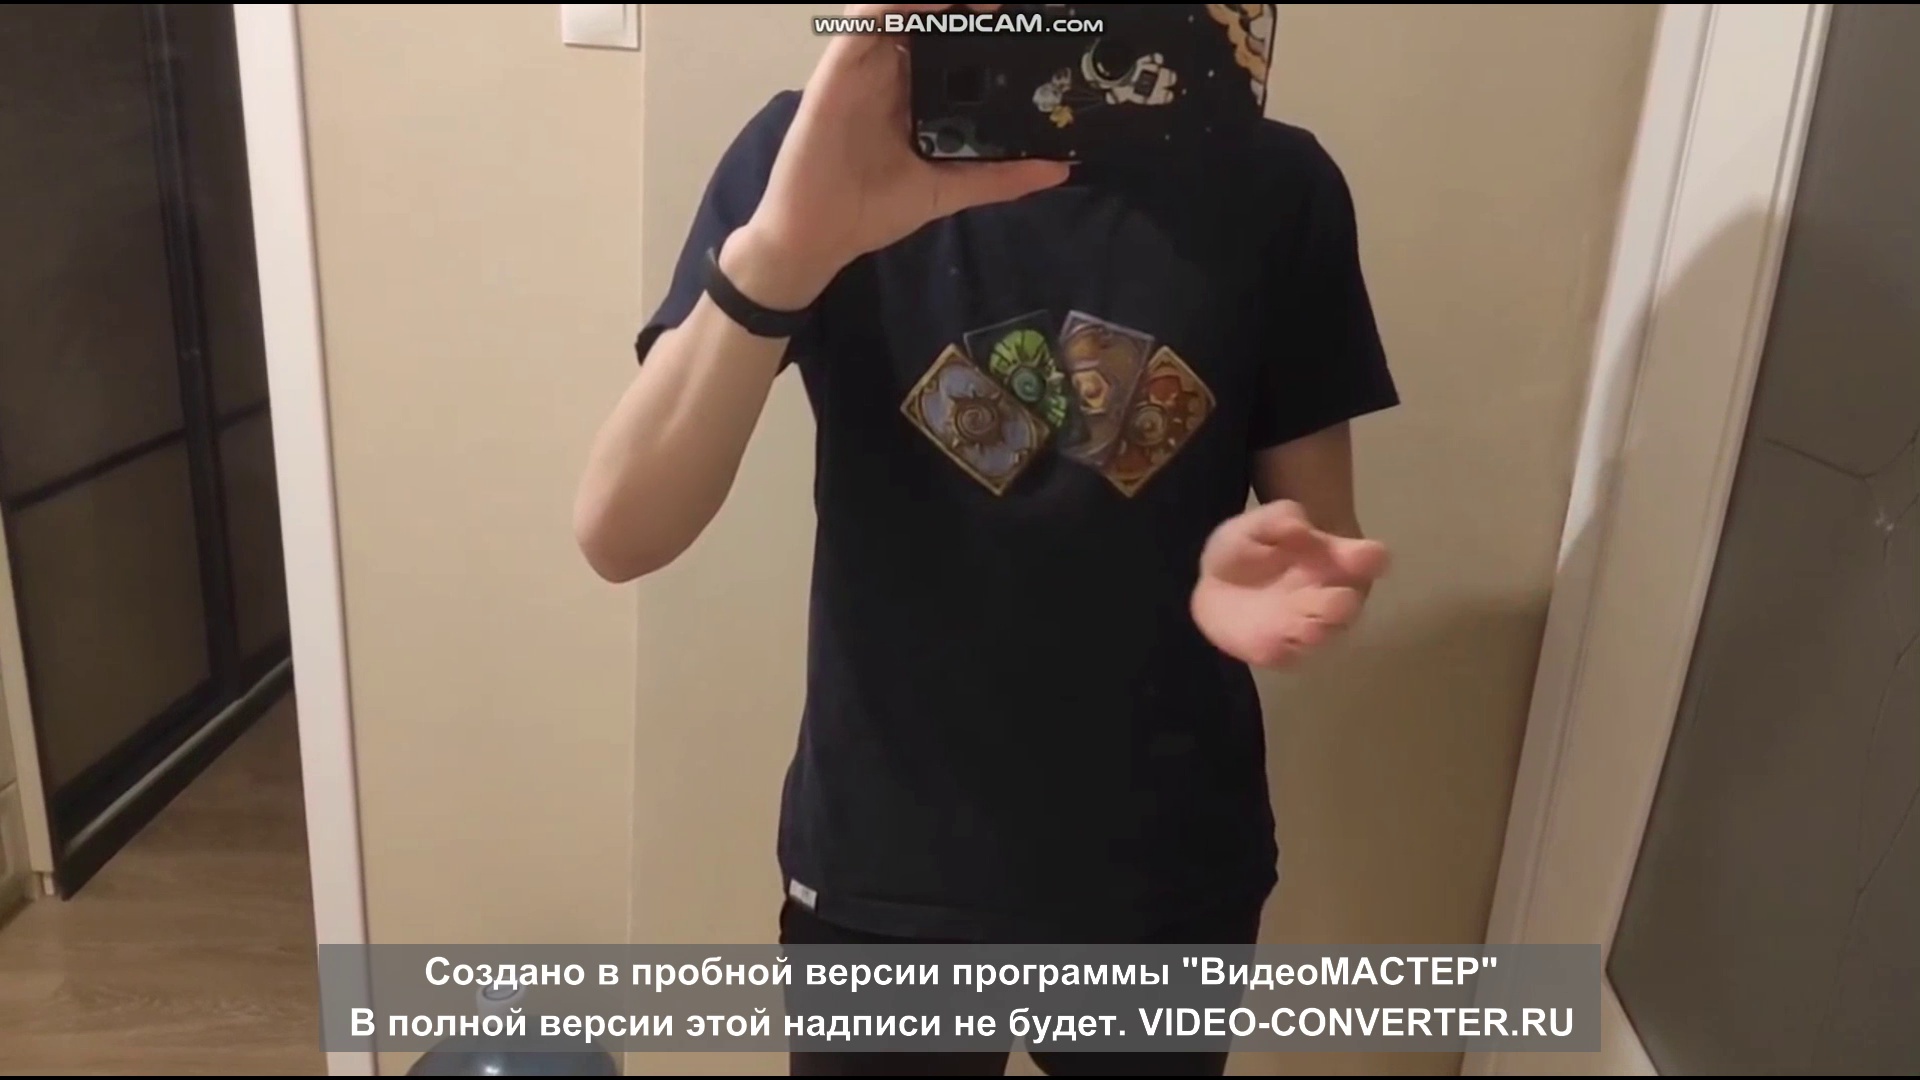 www.BANDICAM.com
Создано в пробной версии программы "ВидеоМАСТЕР"
В полной версии этой надписи не будет. VIDEO-CONVERTER.RU